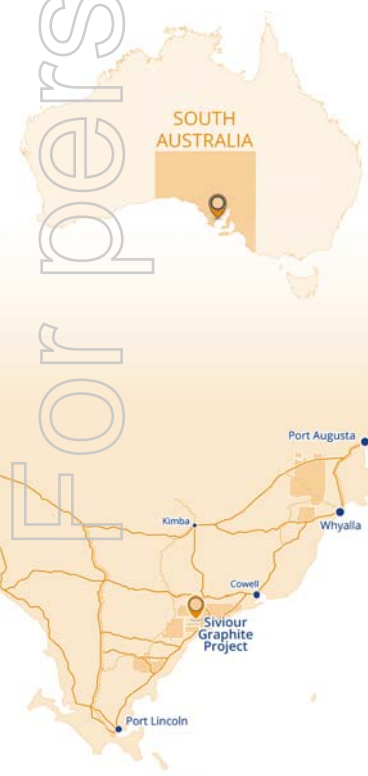 SOUTH
AUSTRALIA
For pers
Port Augusta
Kimba
Whyalla
Cowell
Siviour
Graphite
Project
Port Lincoln